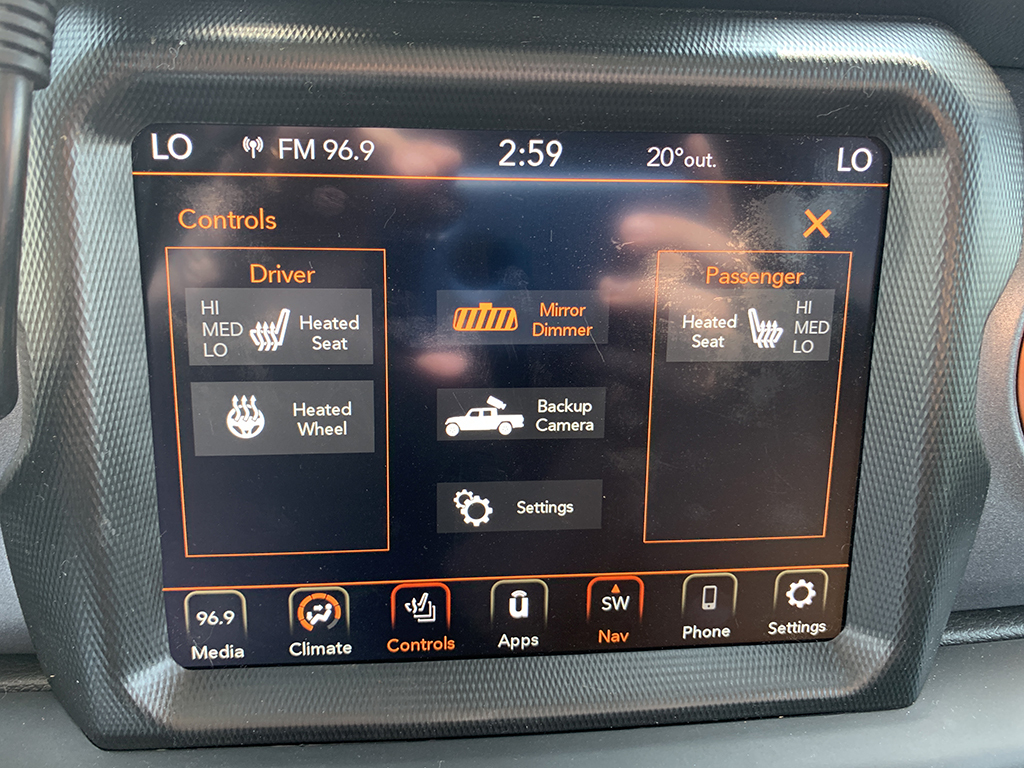 LO FM 96.9 2:59 20°out. LO
Controls X
Driver
HI
MED
LO
Heated
Seat
Heated
Wheel
Mirror
Dimmer
Backup
Camera
Settings
Passenger
Heated
Seat
HI
MED
LO
96.9
Media
Climate
Controls
ū
Apps
SW
Nav
Phone
Settings